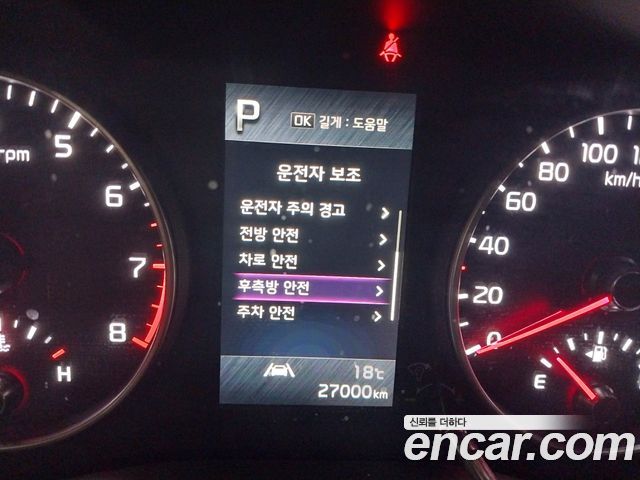 P
OK 길게 : 도움말
운전자 보조
운전자 주의 경고
전방 안전
차로 안전
후측방 안전
주차 안전
18℃
27000km
rpm
5
6
7
8
H
100
80
60
40
20
0
km/h
E
신뢰를 더하다
encar.com